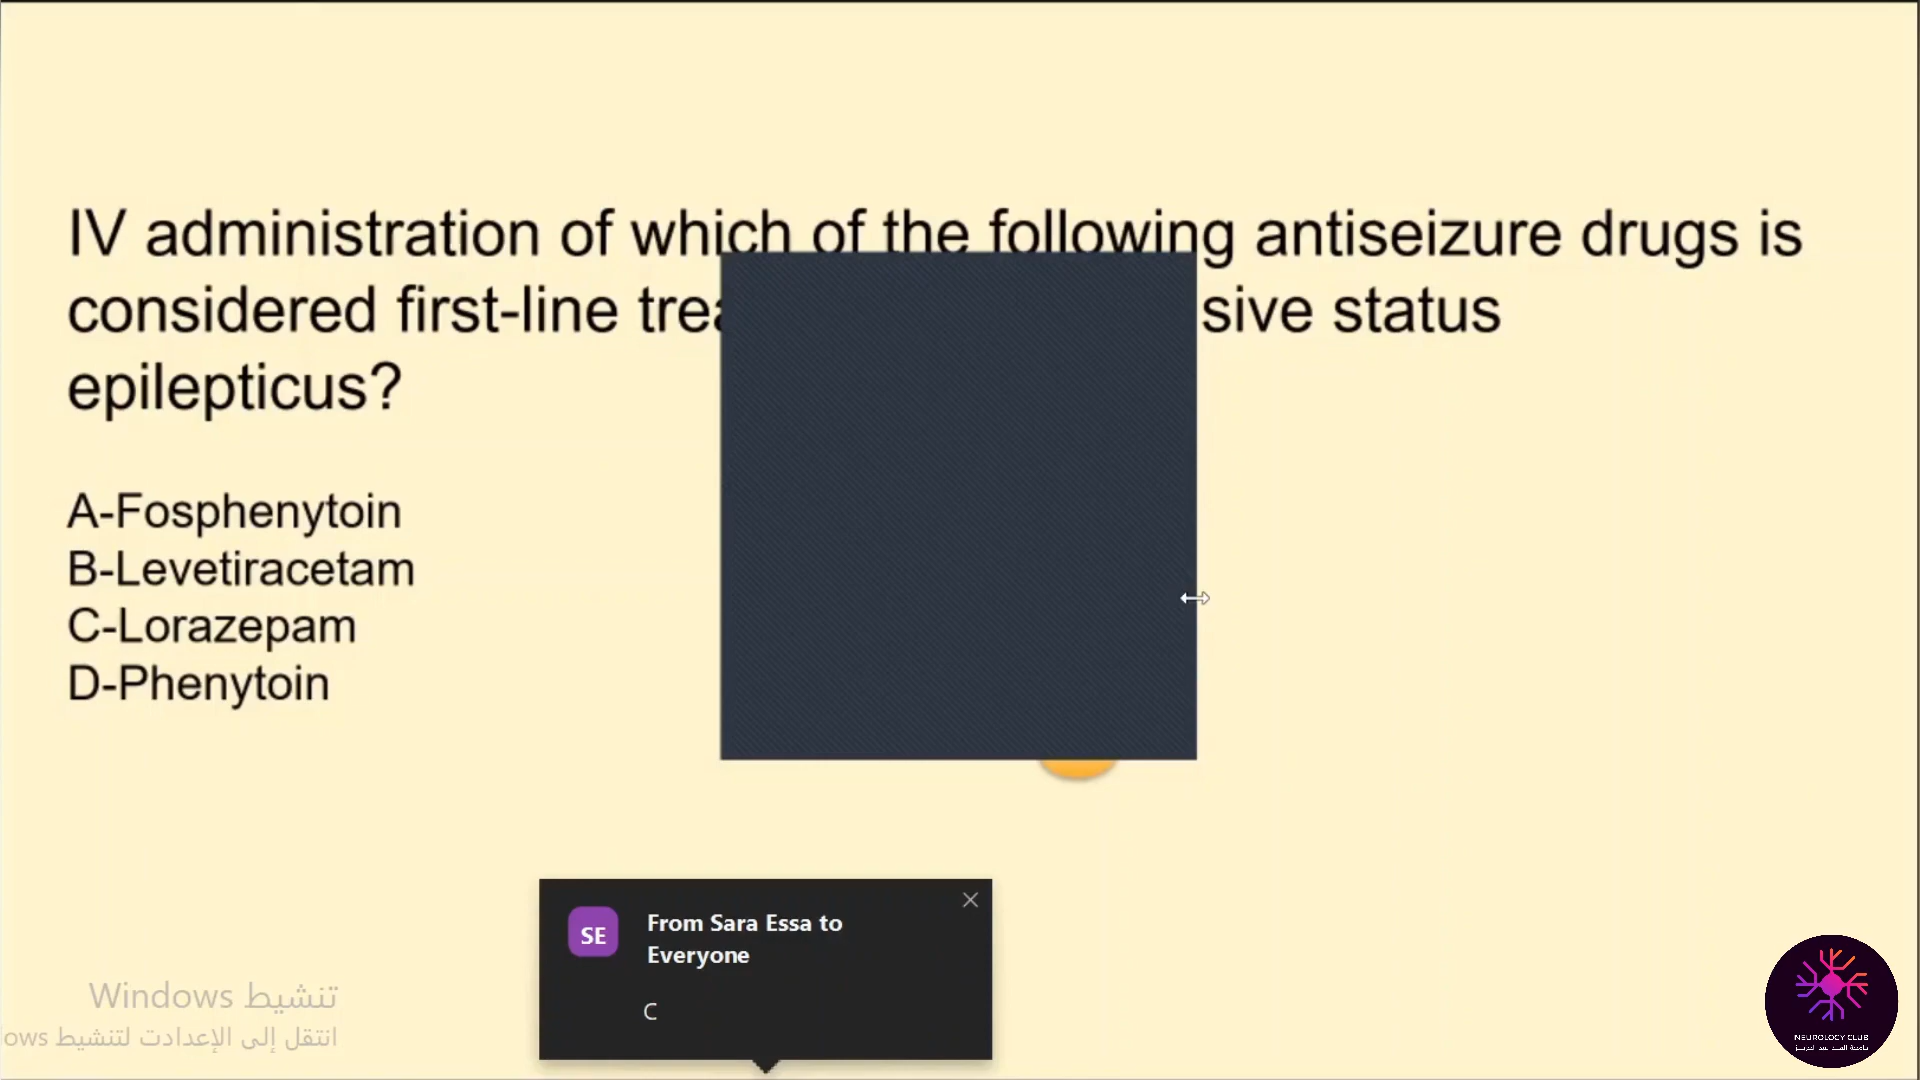 IV administration of which of the following antiseizure drugs is
considered first-line trea sive status
epilepticus?
A-Fosphenytoin
B-Levetiracetam
C-Lorazepam
D-Phenytoin
SE
From Sara Essa to
Everyone
C
تنشيط Windows
انتقل إلى الإعدادت لتنشيط ows
NEUROLOGY CLUB